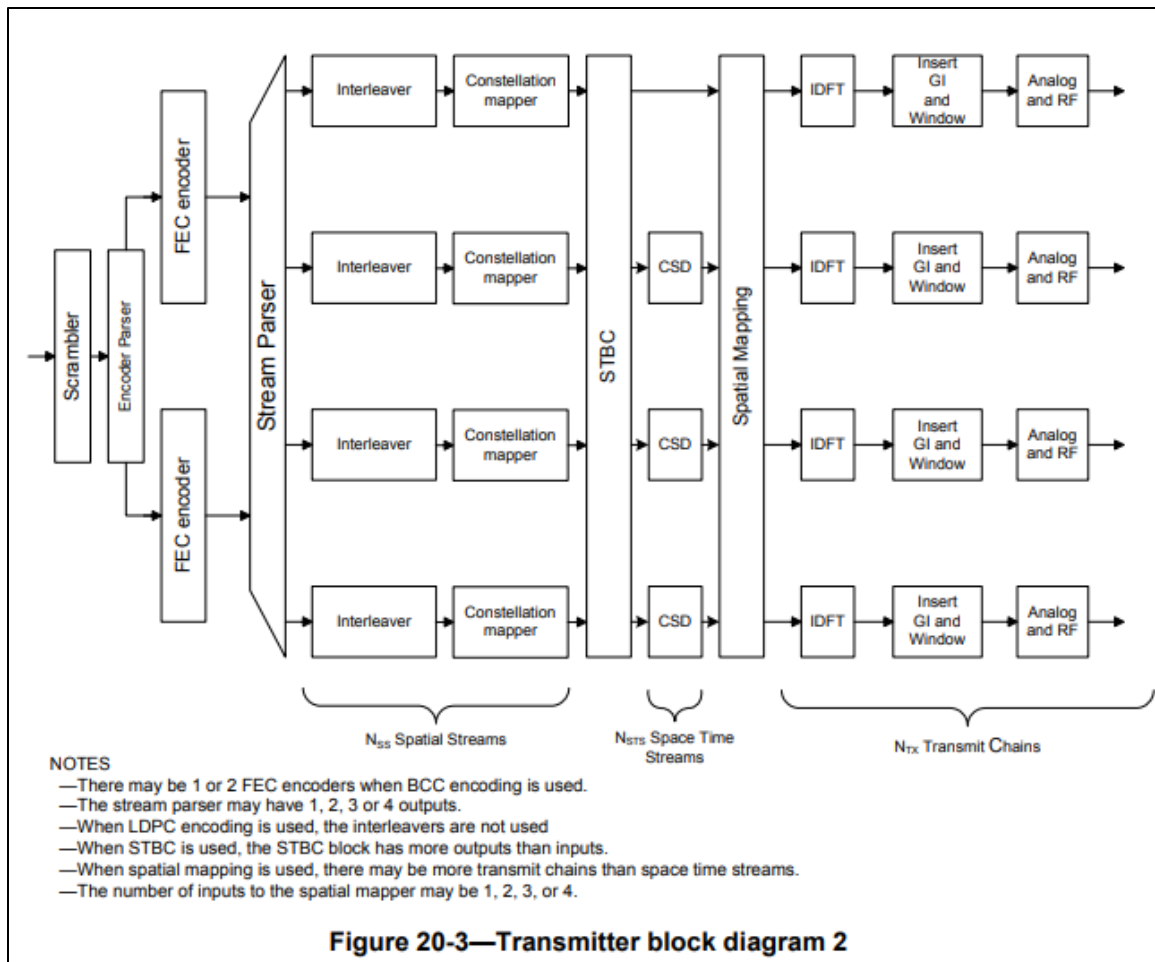 Scrambler
Encoder Parser
FEC encoder
FEC encoder
Stream Parser
Interleaver
Constellation
mapper
Interleaver
Constellation
mapper
Interleaver
Constellation
mapper
Interleaver
Constellation
mapper
STBC
CSD
CSD
CSD
Spatial Mapping
IDFT
Insert
GI
and
Window
Analog
and RF
IDFT
Insert
GI and
Window
Analog
and RF
IDFT
Insert
GI and
Window
Analog
and RF
IDFT
Insert
GI and
Window
Analog
and RF
NSS Spatial Streams
NSTS Space Time
Streams
NTX Transmit Chains
NOTES
—There may be 1 or 2 FEC encoders when BCC encoding is used.
—The stream parser may have 1, 2, 3 or 4 outputs.
—When LDPC encoding is used, the interleavers are not used
—When STBC is used, the STBC block has more outputs than inputs.
—When spatial mapping is used, there may be more transmit chains than space time streams.
—The number of inputs to the spatial mapper may be 1, 2, 3, or 4.
Figure 20-3—Transmitter block diagram 2